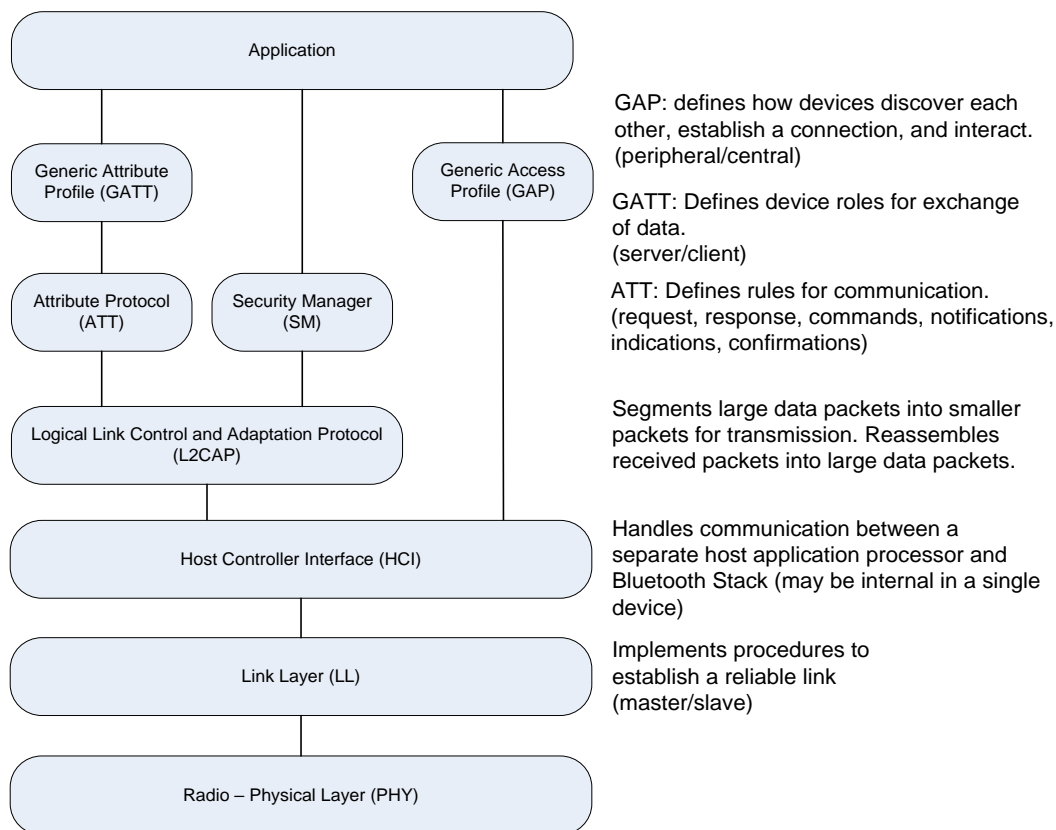 Application
GAP: defines how devices discover each
other, establish a connection, and interact.
(peripheral/central)
Generic Attribute
Profile (GATT)
Generic Access
Profile (GAP)
GATT: Defines device roles for exchange
of data.
(server/client)
Attribute Protocol
(ATT)
Security Manager
(SM)
ATT: Defines rules for communication.
(request, response, commands, notifications,
indications, confirmations)
Logical Link Control and Adaptation Protocol
(L2CAP)
Segments large data packets into smaller
packets for transmission. Reassembles
received packets into large data packets.
Host Controller Interface (HCI)
Handles communication between a
separate host application processor and
Bluetooth Stack (may be internal in a single
device)
Link Layer (LL)
Implements procedures to
establish a reliable link
(master/slave)
Radio – Physical Layer (PHY)